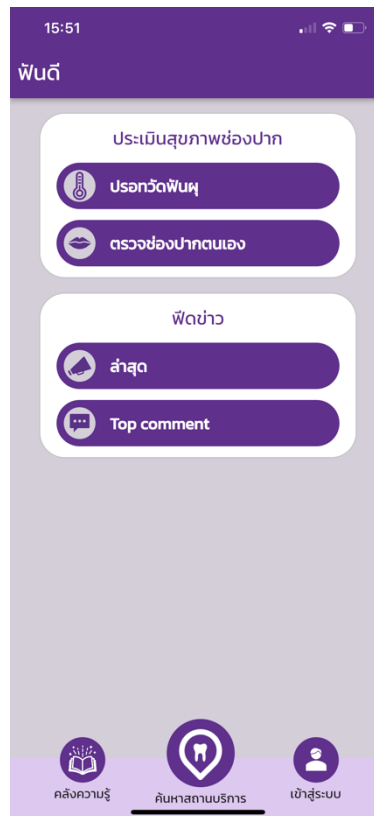 15:51
ฟันดี
ประเมินสุขภาพช่องปาก
ปรอทวัดฟันผุ
ตรวจช่องปากตนเอง
ฟีดข่าว
ล่าสุด
Top comment
คลังความรู้
ค้นหาสถานบริการ
เข้าสู่ระบบ